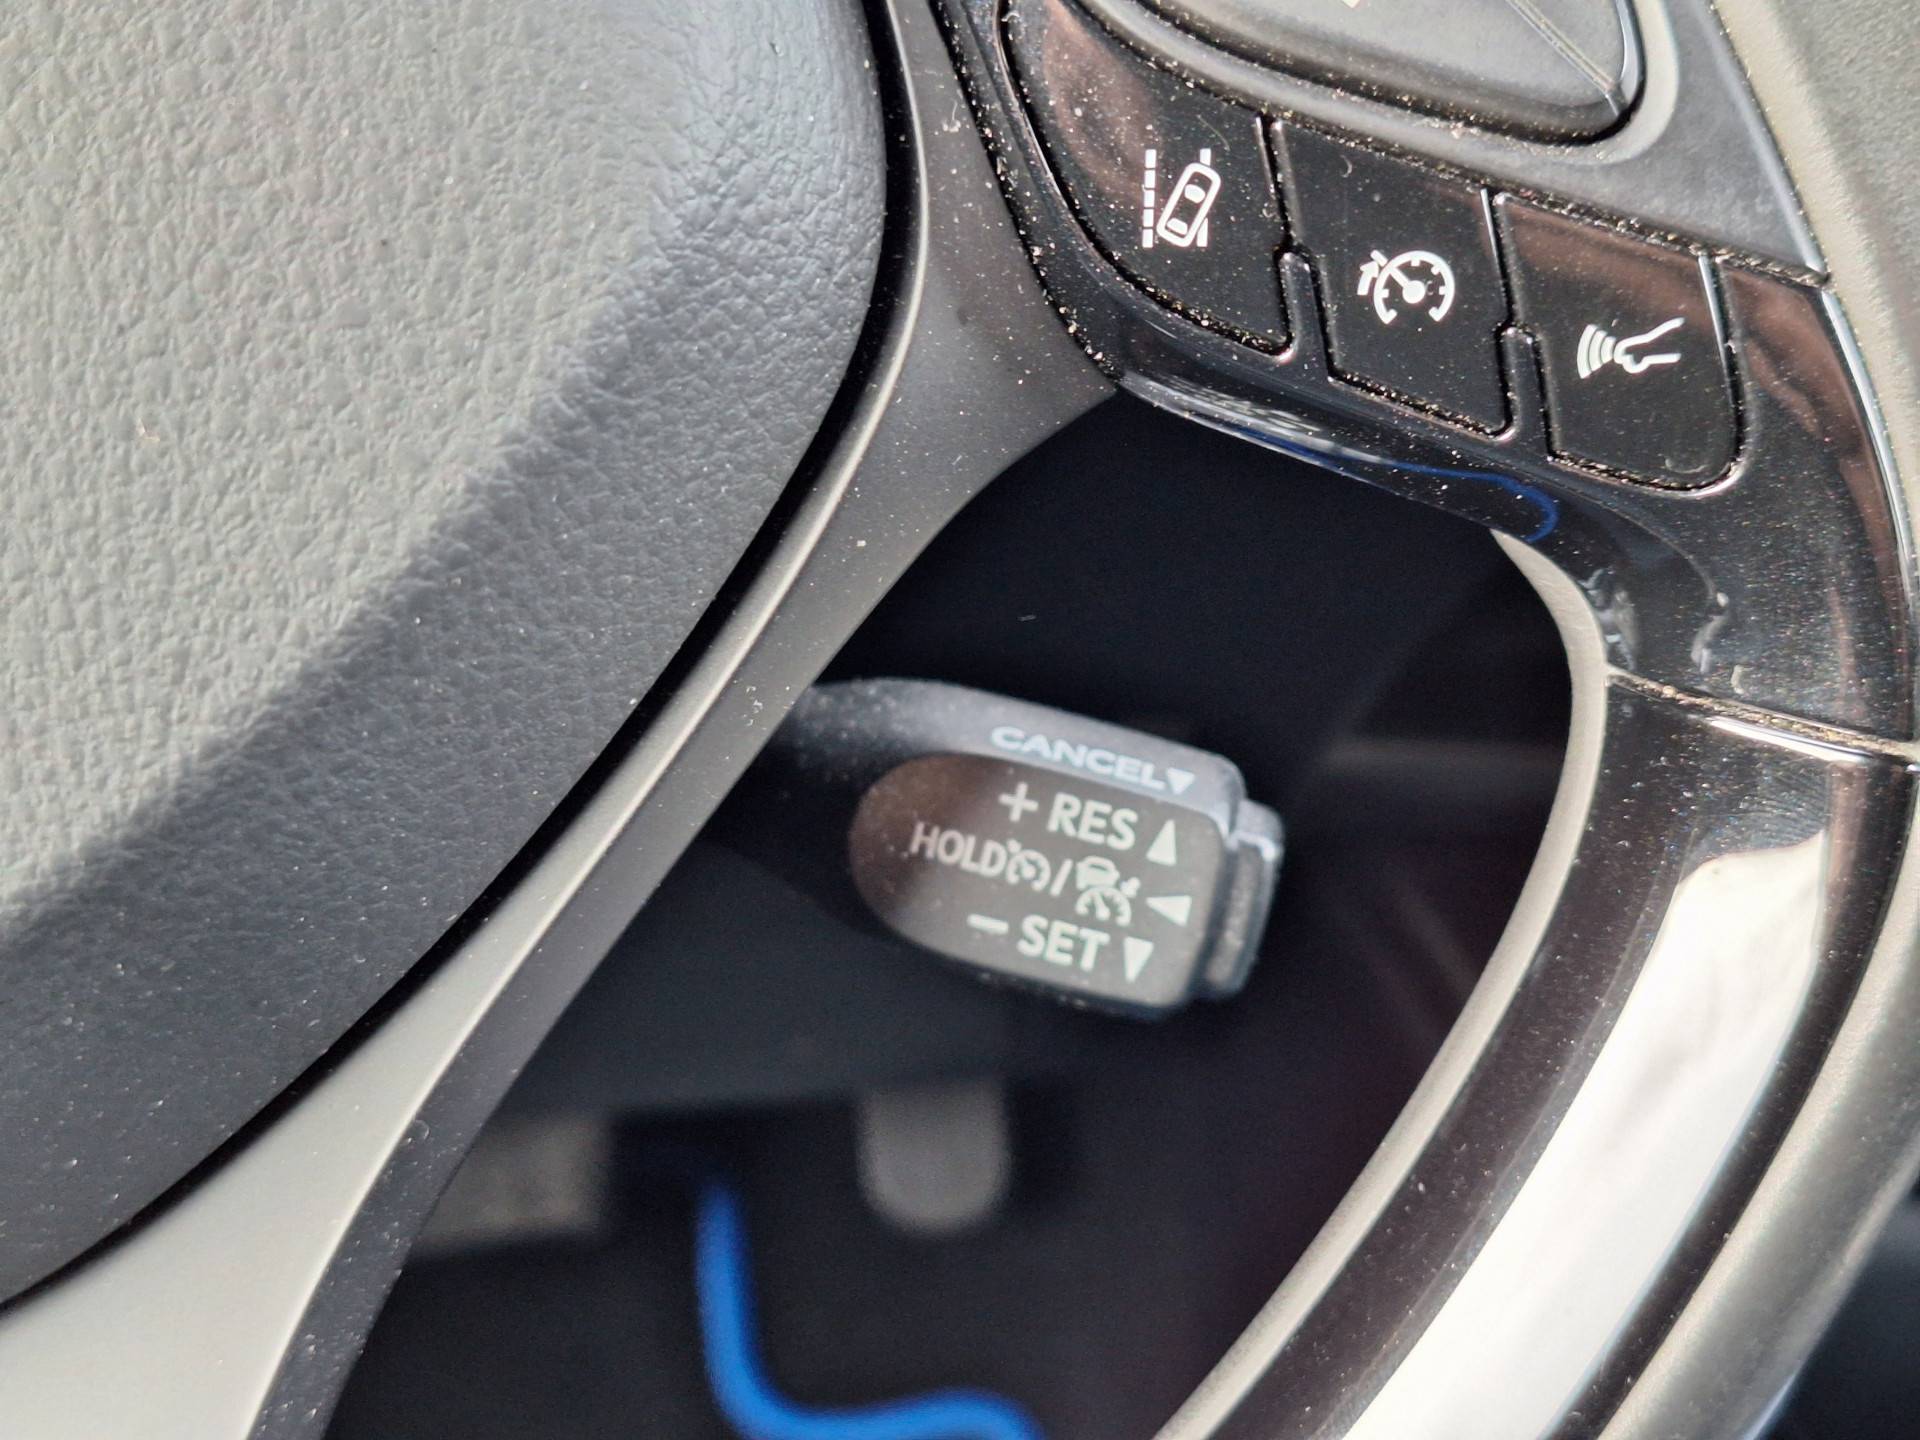 CANCEL▼
+ RES ▲
HOLD / ◀
− SET ▼